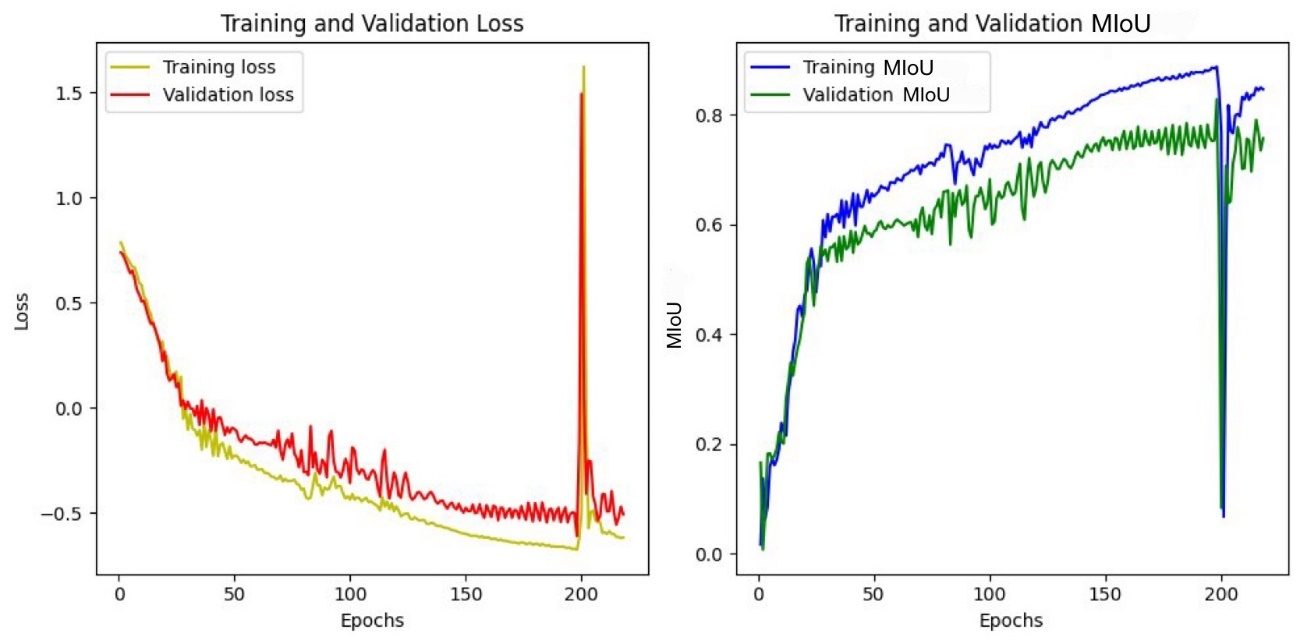 Training and Validation Loss
Training loss
Validation loss
1.5
1.0
0.5
0.0
−0.5
Loss
0
50
100
150
200
Epochs
Training and Validation MIoU
Training MIoU
Validation MIoU
0.8
0.6
0.4
0.2
0.0
MIoU
0
50
100
150
200
Epochs